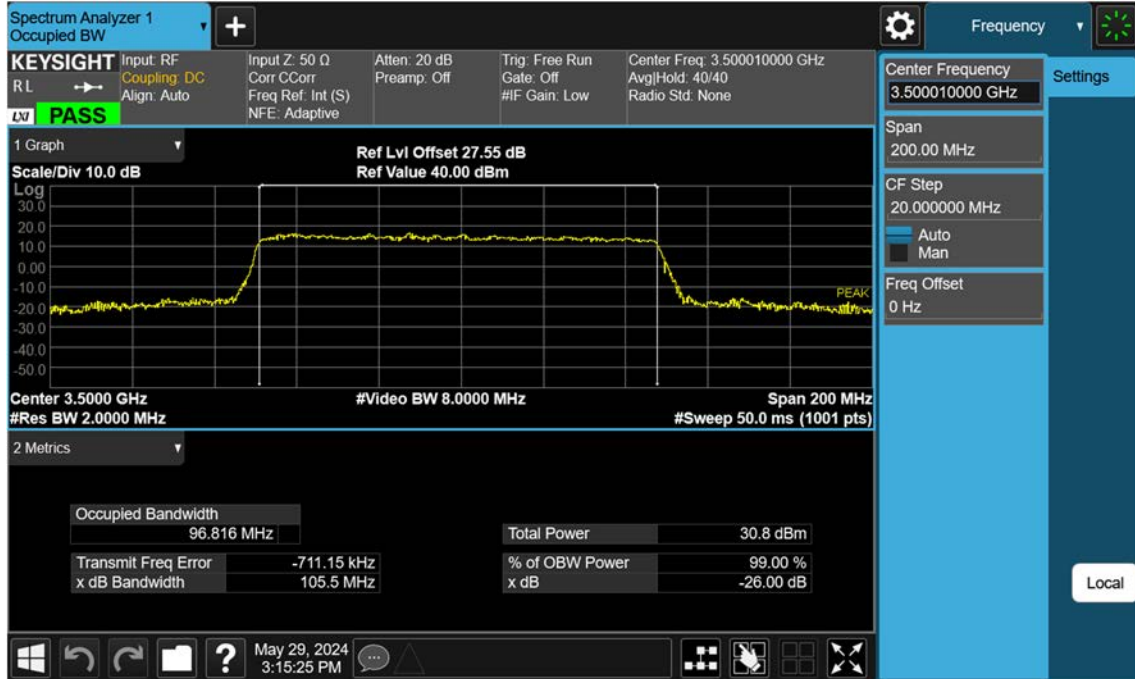 Spectrum Analyzer 1
Occupied BW
Frequency
KEYSIGHT
R L
LXI PASS
Input: RF
Coupling: DC
Align: Auto
Input Z: 50 Ω
Corr CCorr
Freq Ref: Int (S)
NFE: Adaptive
Atten: 20 dB
Preamp: Off
Trig: Free Run
Gate: Off
#IF Gain: Low
Center Freq: 3.500010000 GHz
Avg|Hold: 40/40
Radio Std: None
Center Frequency
3.500010000 GHz
Settings
Span
200.00 MHz
CF Step
20.000000 MHz
Auto
Man
Freq Offset
0 Hz
Local
1 Graph
Scale/Div 10.0 dB
Ref Lvl Offset 27.55 dB
Ref Value 40.00 dBm
Log
30.0
20.0
10.0
0.00
-10.0
-20.0
-30.0
-40.0
-50.0
PEAK
Center 3.5000 GHz
#Video BW 8.0000 MHz
Span 200 MHz
#Res BW 2.0000 MHz
#Sweep 50.0 ms (1001 pts)
2 Metrics
Occupied Bandwidth
96.816 MHz
Total Power 30.8 dBm
Transmit Freq Error -711.15 kHz
% of OBW Power 99.00 %
x dB Bandwidth 105.5 MHz
x dB -26.00 dB
?
May 29, 2024
3:15:25 PM